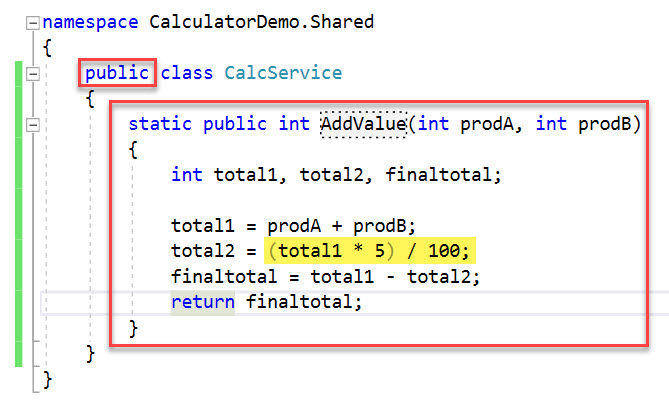 namespace CalculatorDemo.Shared
{
public class CalcService
{
static public int AddValue(int prodA, int prodB)
{
int total1, total2, finaltotal;
total1 = prodA + prodB;
total2 = (total1 * 5) / 100;
finaltotal = total1 - total2;
return finaltotal;
}
}
}